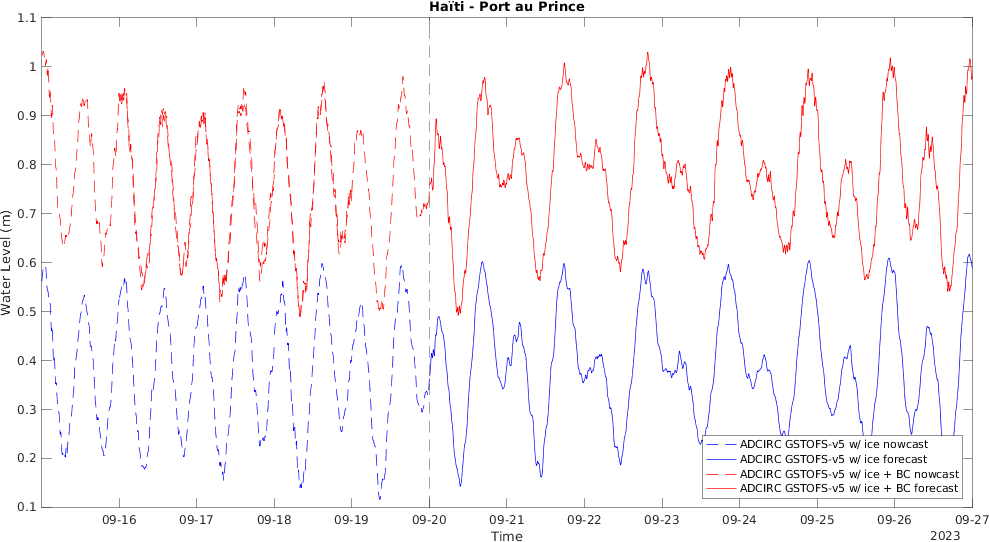 Haïti - Port au Prince
Water Level (m)
1.1
1
0.9
0.8
0.7
0.6
0.5
0.4
0.3
0.2
0.1
ADCIRC GSTOFS-v5 w/ ice nowcast
ADCIRC GSTOFS-v5 w/ ice forecast
ADCIRC GSTOFS-v5 w/ ice + BC nowcast
ADCIRC GSTOFS-v5 w/ ice + BC forecast
09-16 09-17 09-18 09-19 09-20 09-21 09-22 09-23 09-24 09-25 09-26 09-27
Time
2023